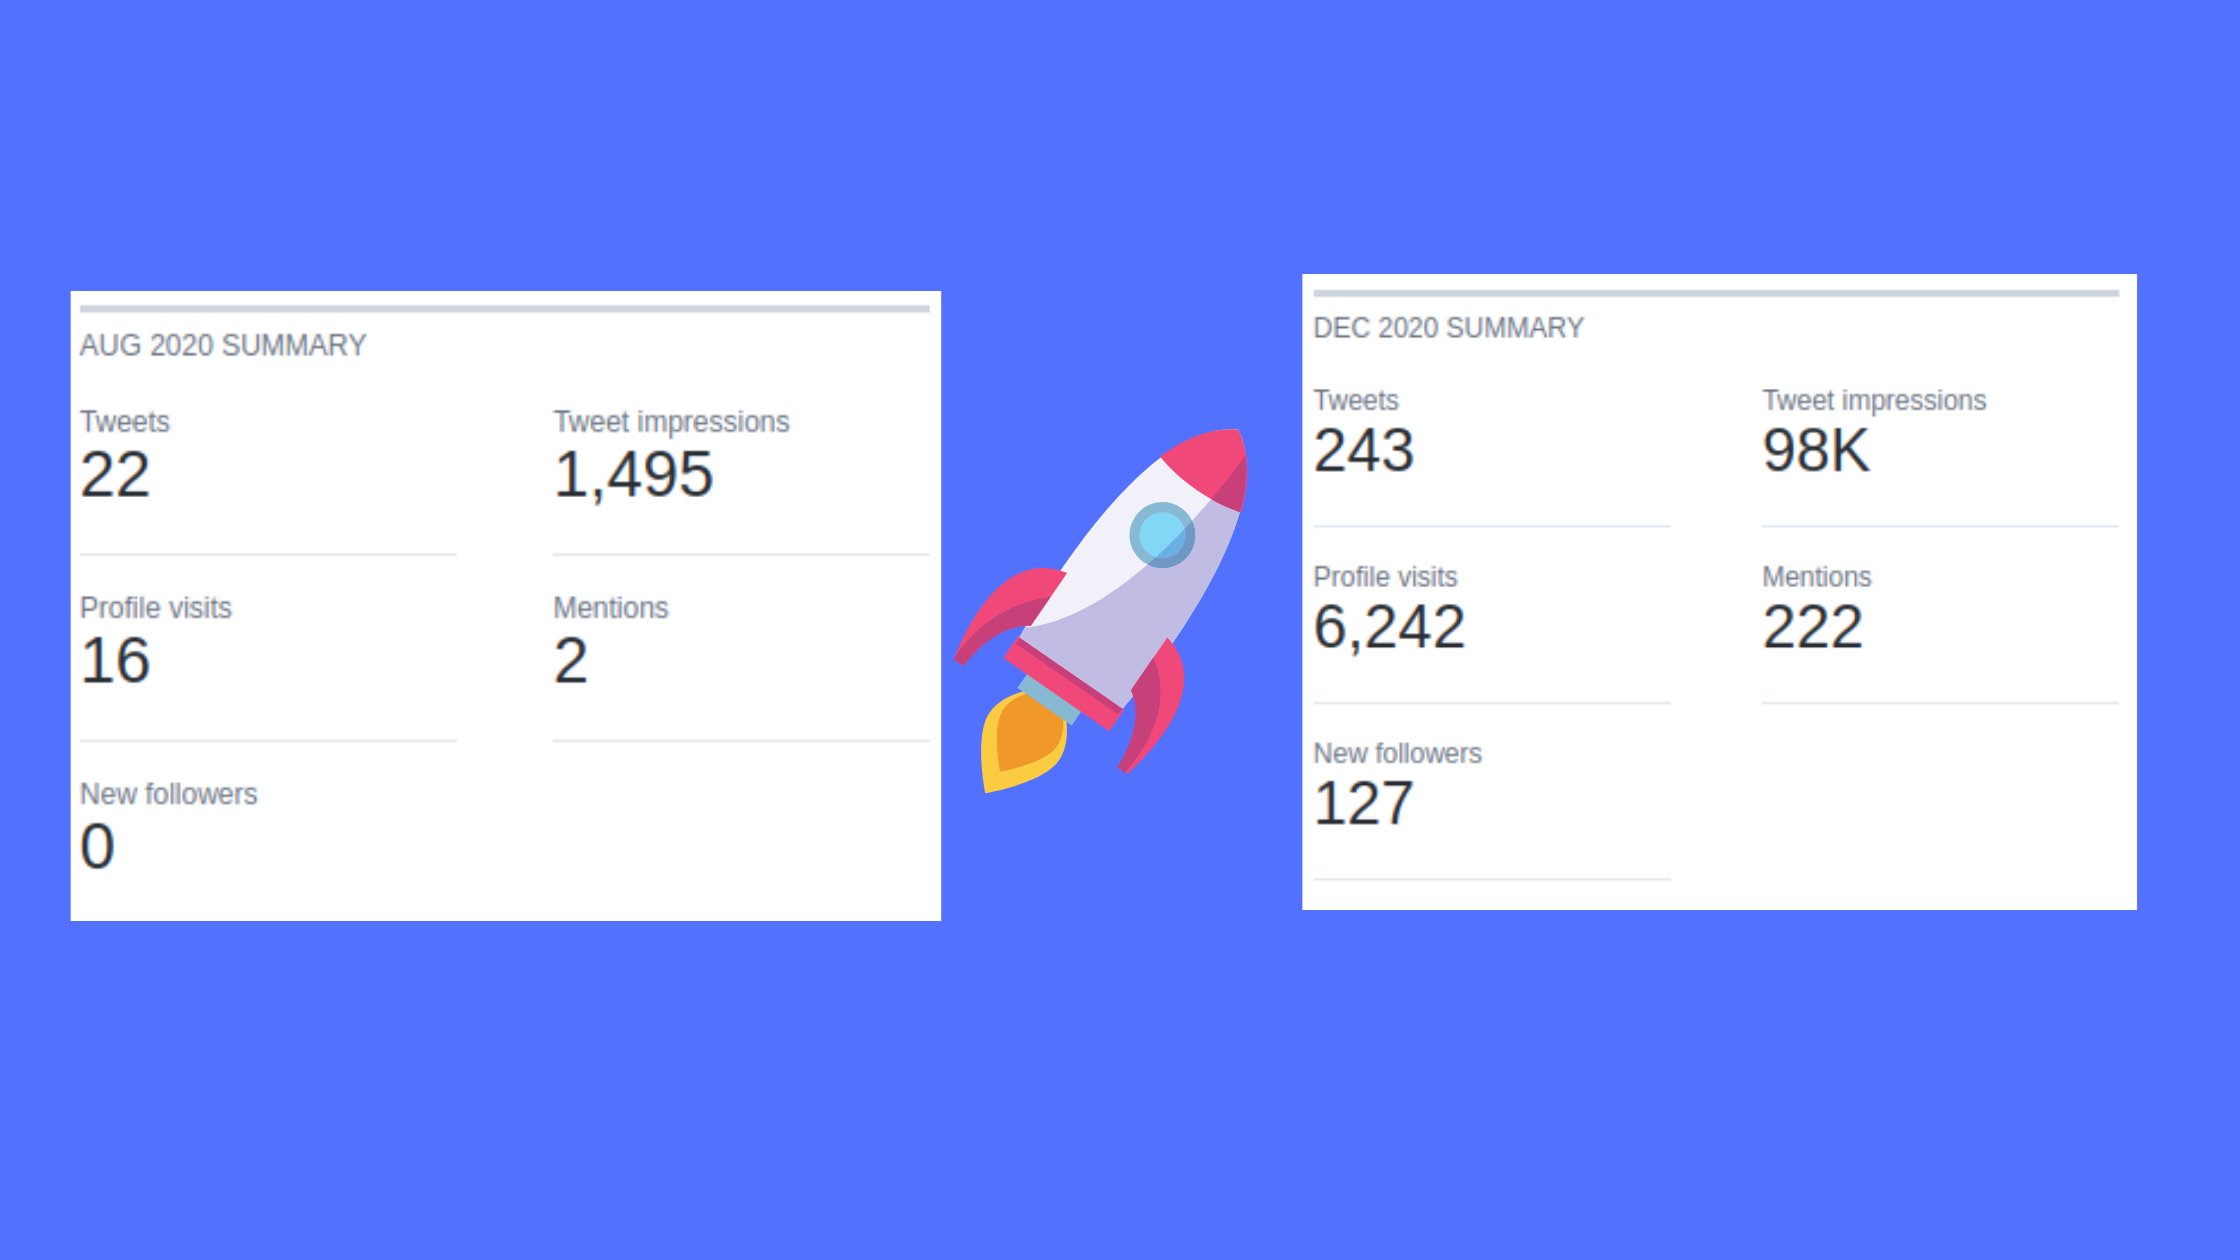 AUG 2020 SUMMARY
Tweets
22
Tweet impressions
1,495
Profile visits
16
Mentions
2
New followers
0
DEC 2020 SUMMARY
Tweets
243
Tweet impressions
98K
Profile visits
6,242
Mentions
222
New followers
127